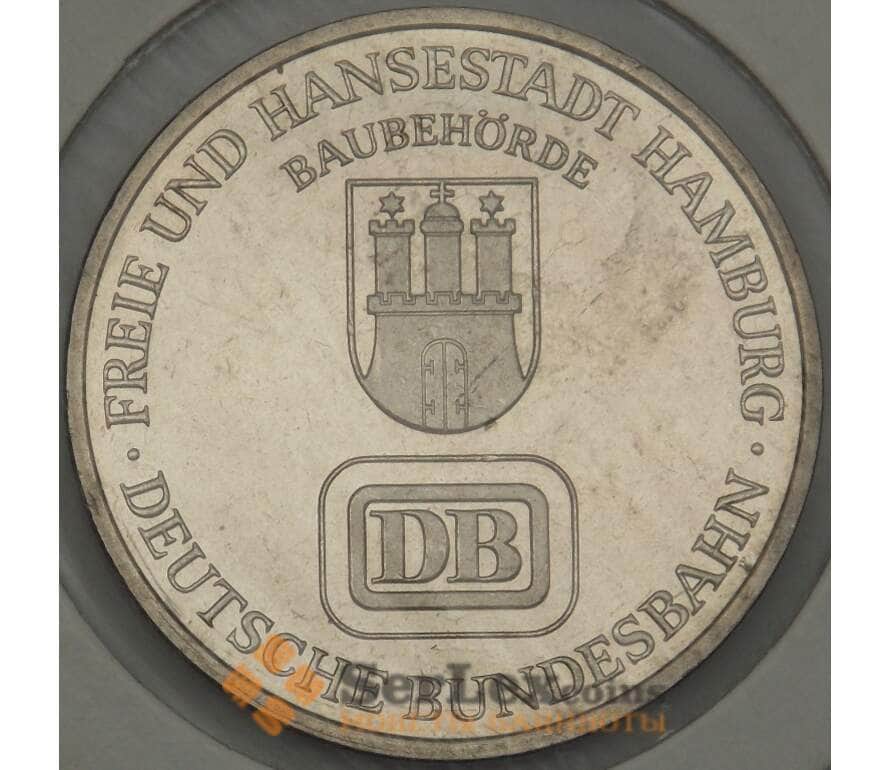 · FREIE UND HANSESTADT HAMBURG ·
BAUBEHÖRDE
DB
DEUTSCHE BUNDESBAHN